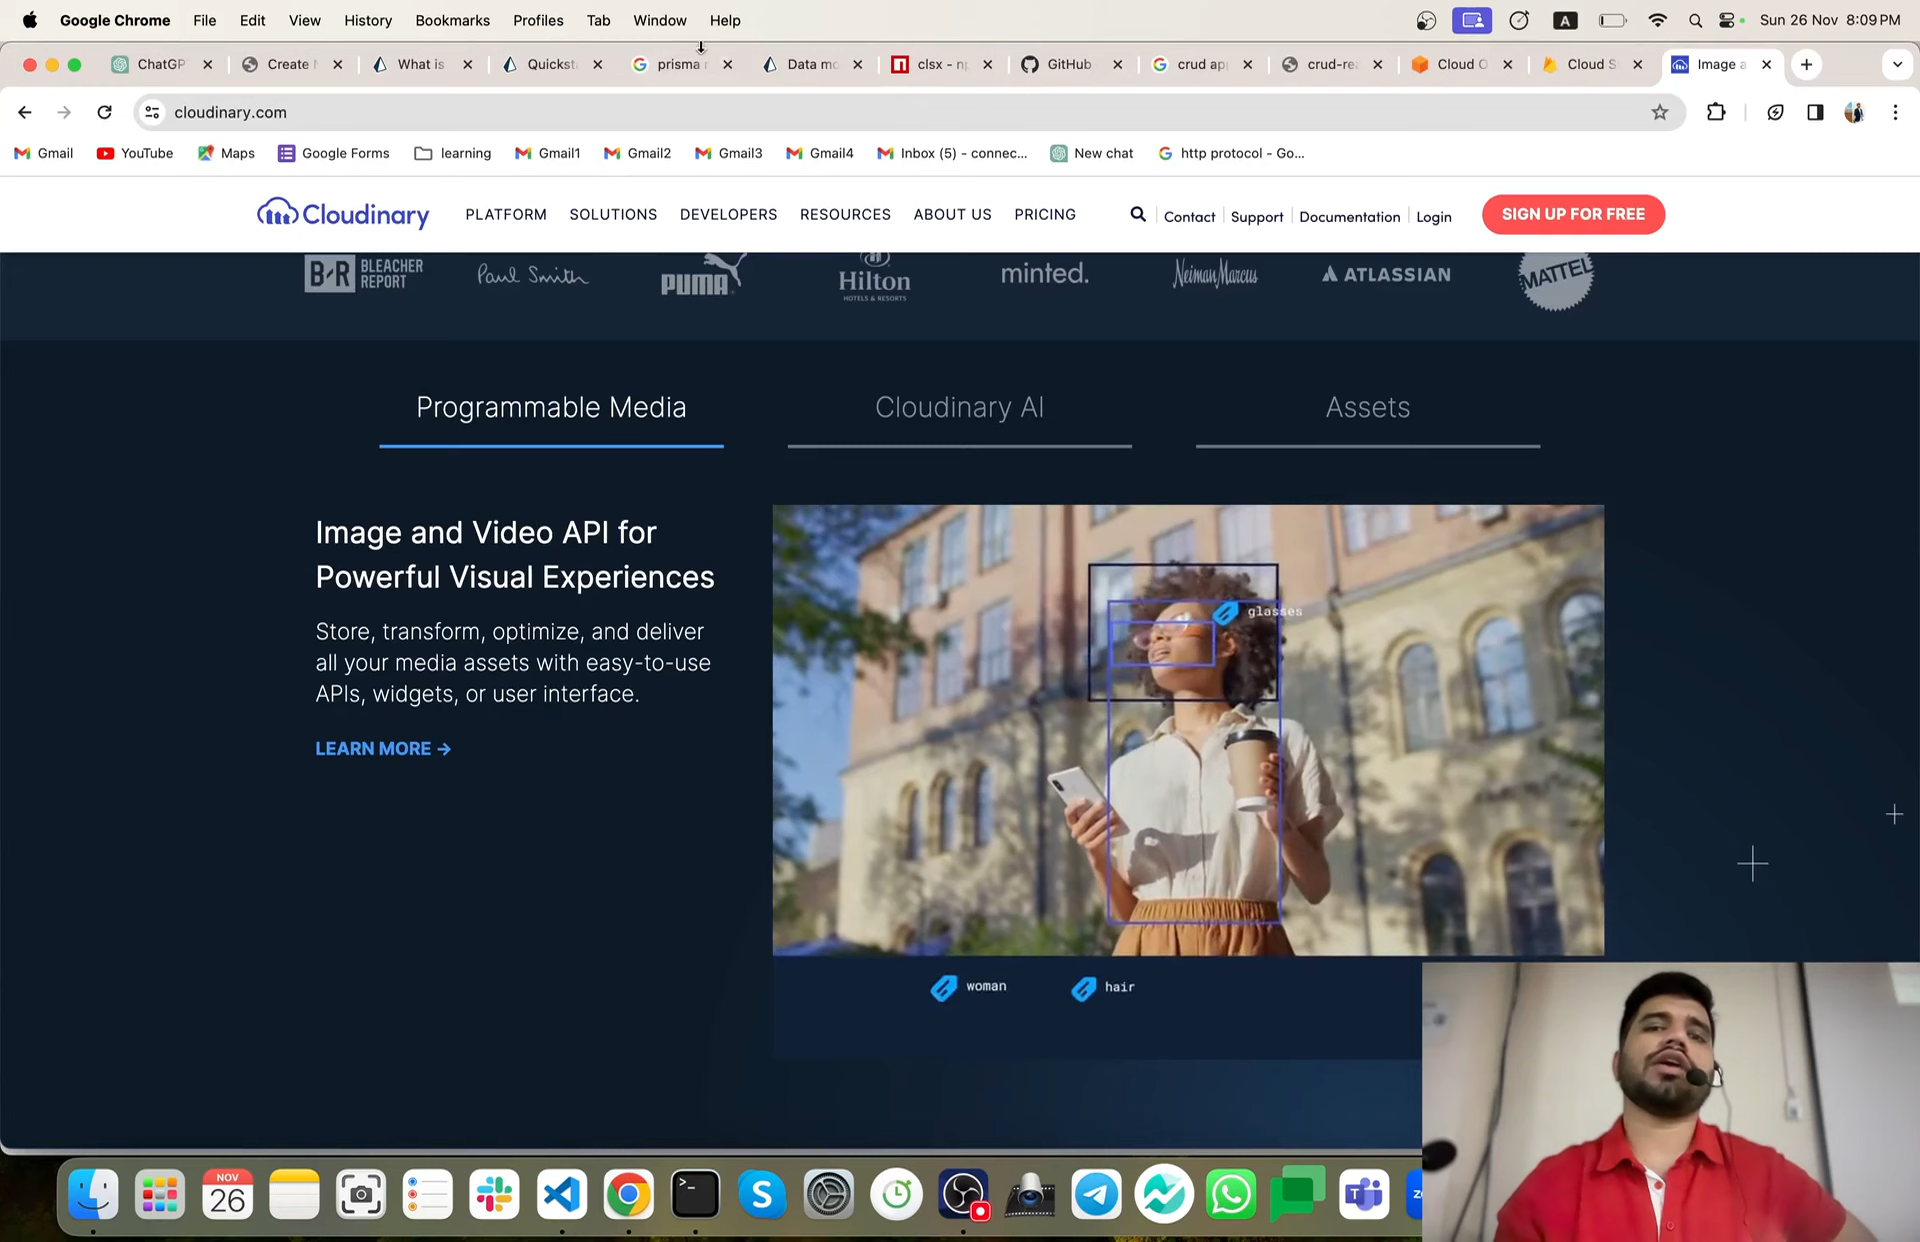 Google Chrome File Edit View History Bookmarks Profiles Tab Window Help A Sun 26 Nov 8:09 PM
ChatGP Create What is Quickst prisma Data mo clsx - n GitHub crud ap crud-re Cloud Cloud S Image
cloudinary.com
Gmail YouTube Maps Google Forms learning Gmail1 Gmail2 Gmail3 Gmail4 Inbox (5) - connec... New chat http protocol - Go...
Cloudinary PLATFORM SOLUTIONS DEVELOPERS RESOURCES ABOUT US PRICING Contact Support Documentation Login SIGN UP FOR FREE
B·R BLEACHER REPORT Paul Smith PUMA Hilton HOTELS & RESORTS minted. Neiman Marcus ATLASSIAN MATTEL
Programmable Media Cloudinary AI Assets
Image and Video API for
Powerful Visual Experiences
Store, transform, optimize, and deliver
all your media assets with easy-to-use
APIs, widgets, or user interface.
LEARN MORE →
glasses
woman hair
NOV
26